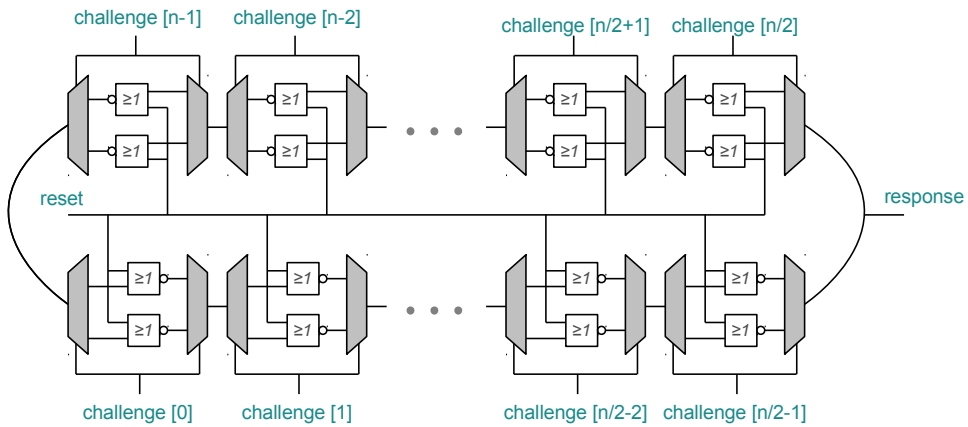 challenge [n-1] challenge [n-2] challenge [n/2+1] challenge [n/2]
≥1 ≥1 ≥1 ≥1
≥1 ≥1 ≥1 ≥1
reset response
≥1 ≥1 ≥1 ≥1
≥1 ≥1 ≥1 ≥1
challenge [0] challenge [1] challenge [n/2-2] challenge [n/2-1]